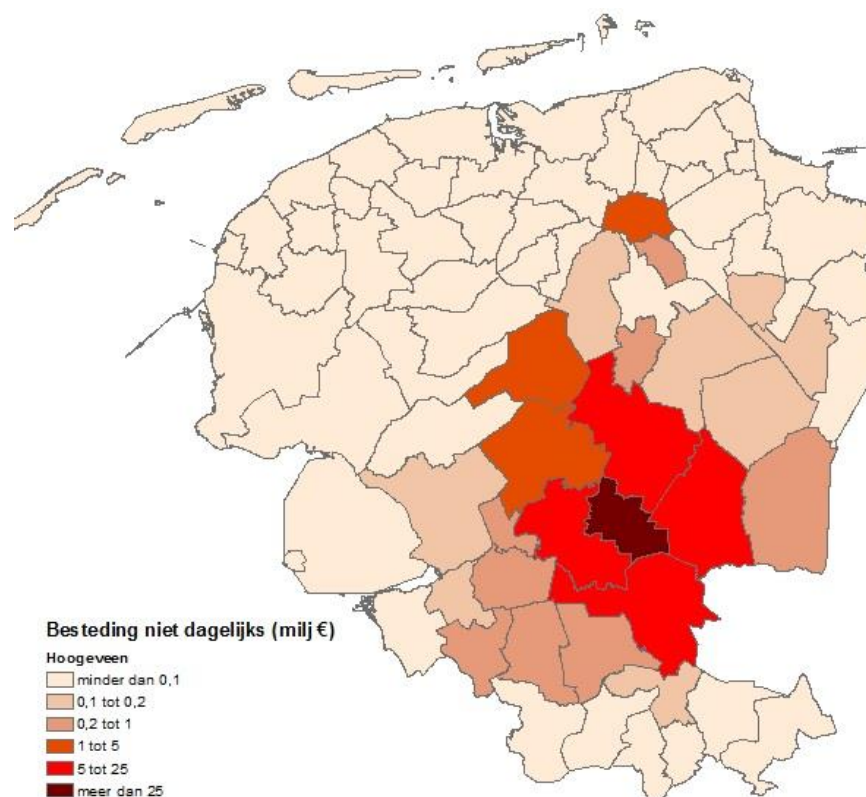 Besteding niet dagelijks (milj €)
Hoogeveen
minder dan 0,1
0,1 tot 0,2
0,2 tot 1
1 tot 5
5 tot 25
meer dan 25